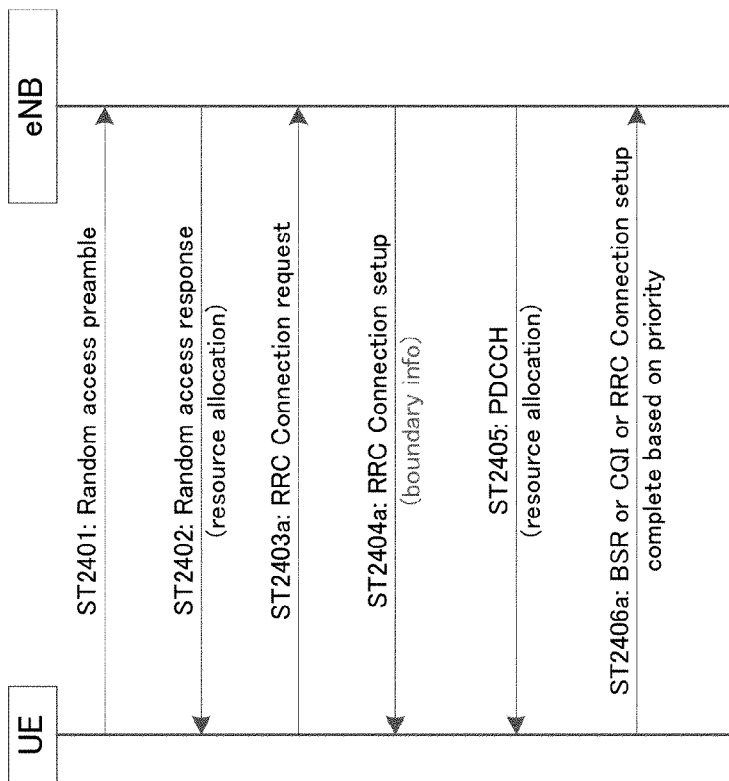 UE
eNB
ST2401: Random access preamble
ST2402: Random access response
(resource allocation)
ST2403a: RRC Connection request
ST2404a: RRC Connection setup
(boundary info)
ST2405: PDCCH
(resource allocation)
ST2406a: BSR or CQI or RRC Connection setup
complete based on priority